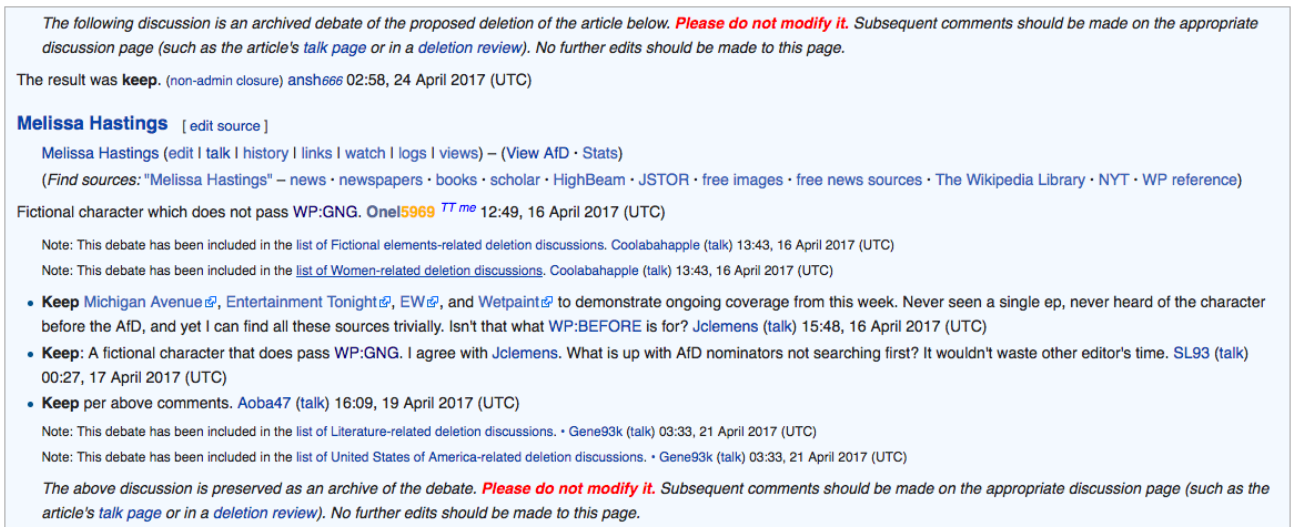 The following discussion is an archived debate of the proposed deletion of the article below. Please do not modify it. Subsequent comments should be made on the appropriate
discussion page (such as the article's talk page or in a deletion review). No further edits should be made to this page.
The result was keep. (non-admin closure) ansh666 02:58, 24 April 2017 (UTC)
Melissa Hastings [ edit source ]
Melissa Hastings (edit | talk | history | links | watch | logs | views) – (View AfD · Stats)
(Find sources: "Melissa Hastings" – news · newspapers · books · scholar · HighBeam · JSTOR · free images · free news sources · The Wikipedia Library · NYT · WP reference)
Fictional character which does not pass WP:GNG. Onel5969 TT me 12:49, 16 April 2017 (UTC)
Note: This debate has been included in the list of Fictional elements-related deletion discussions. Coolabahapple (talk) 13:43, 16 April 2017 (UTC)
Note: This debate has been included in the list of Women-related deletion discussions. Coolabahapple (talk) 13:43, 16 April 2017 (UTC)
• Keep Michigan Avenue, Entertainment Tonight, EW, and Wetpaint to demonstrate ongoing coverage from this week. Never seen a single ep, never heard of the character
before the AfD, and yet I can find all these sources trivially. Isn't that what WP:BEFORE is for? Jclemens (talk) 15:48, 16 April 2017 (UTC)
• Keep: A fictional character that does pass WP:GNG. I agree with Jclemens. What is up with AfD nominators not searching first? It wouldn't waste other editor's time. SL93 (talk)
00:27, 17 April 2017 (UTC)
• Keep per above comments. Aoba47 (talk) 16:09, 19 April 2017 (UTC)
Note: This debate has been included in the list of Literature-related deletion discussions. • Gene93k (talk) 03:33, 21 April 2017 (UTC)
Note: This debate has been included in the list of United States of America-related deletion discussions. • Gene93k (talk) 03:33, 21 April 2017 (UTC)
The above discussion is preserved as an archive of the debate. Please do not modify it. Subsequent comments should be made on the appropriate discussion page (such as the
article's talk page or in a deletion review). No further edits should be made to this page.